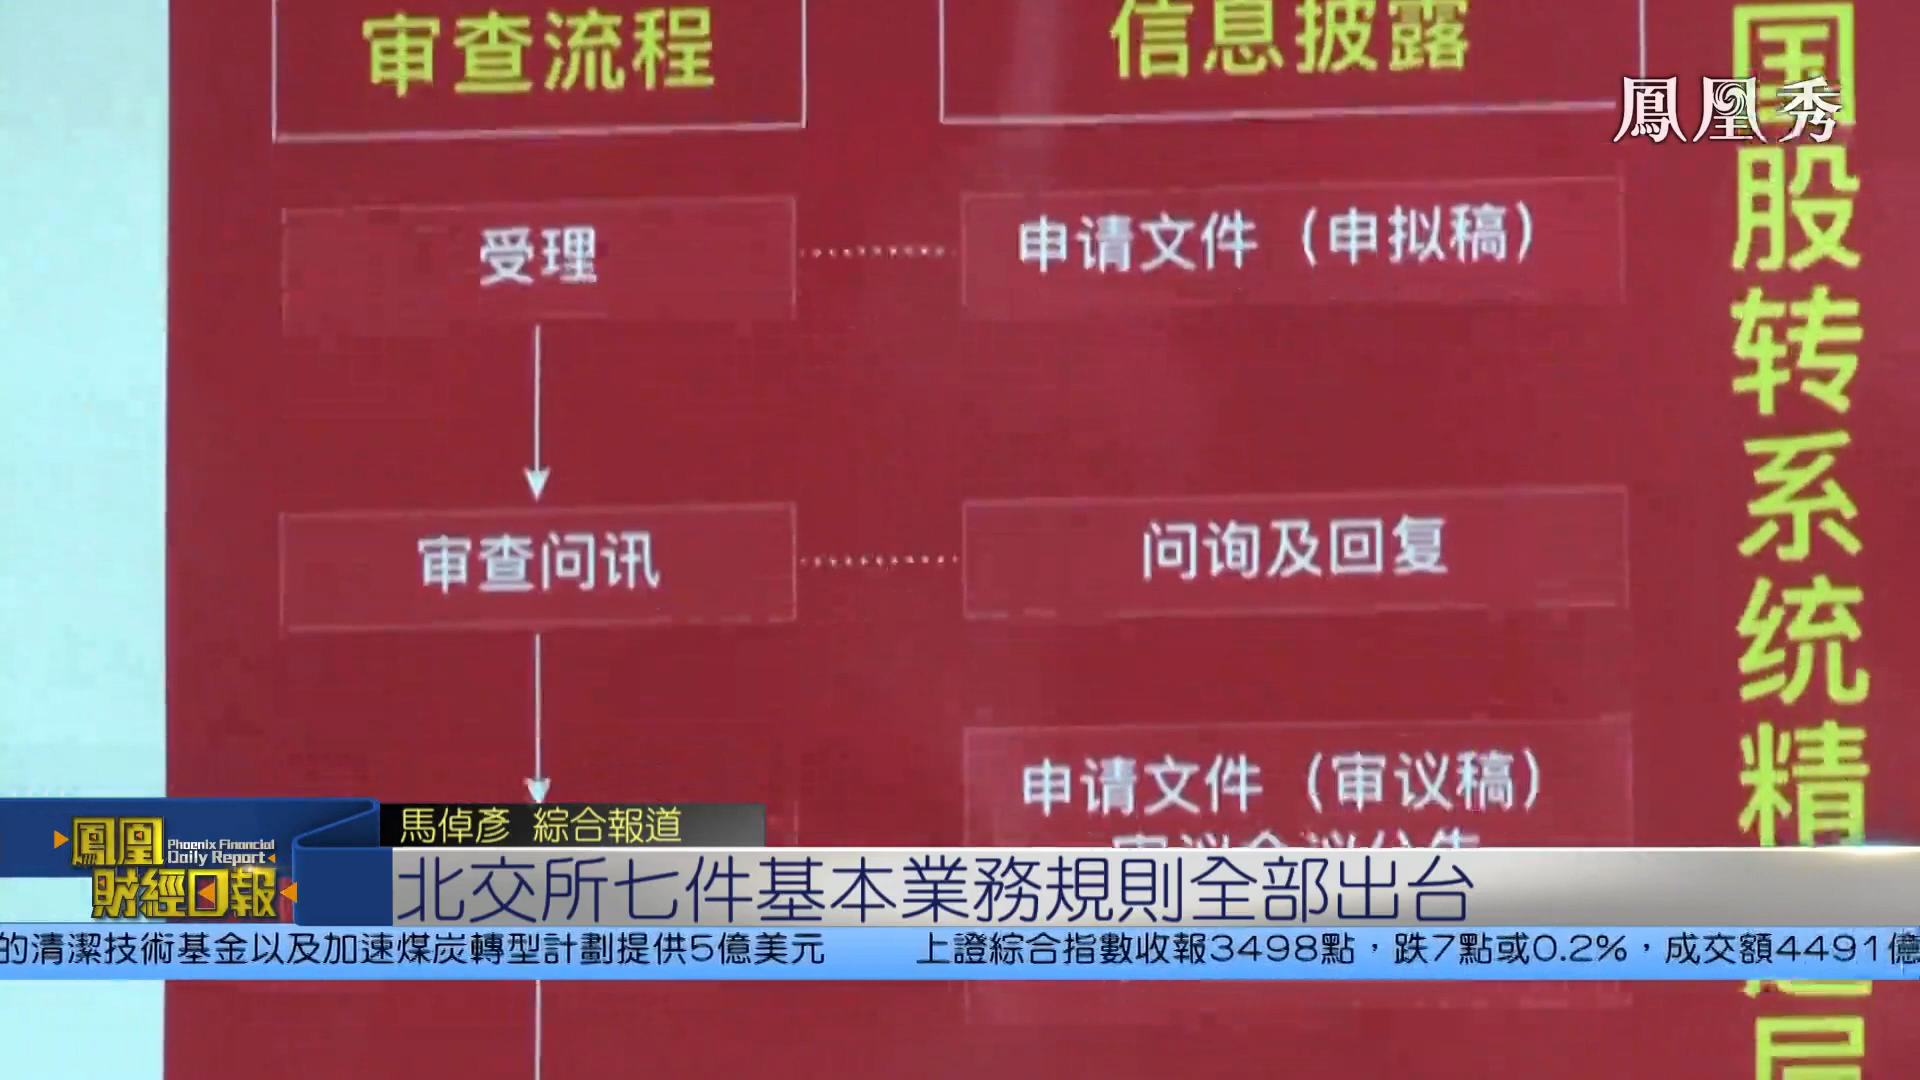 审查流程
信息披露
鳳凰秀
受理
申请文件（申拟稿）
审查问讯
问询及回复
申请文件（审议稿）
国股转系统精
馬倬彥 綜合報道
鳳凰
Phoenix Financial
Daily Report
財經日報
北交所七件基本業務規則全部出台
的清潔技術基金以及加速煤炭轉型計劃提供5億美元 上證綜合指數收報3498點，跌7點或0.2%，成交額4491億